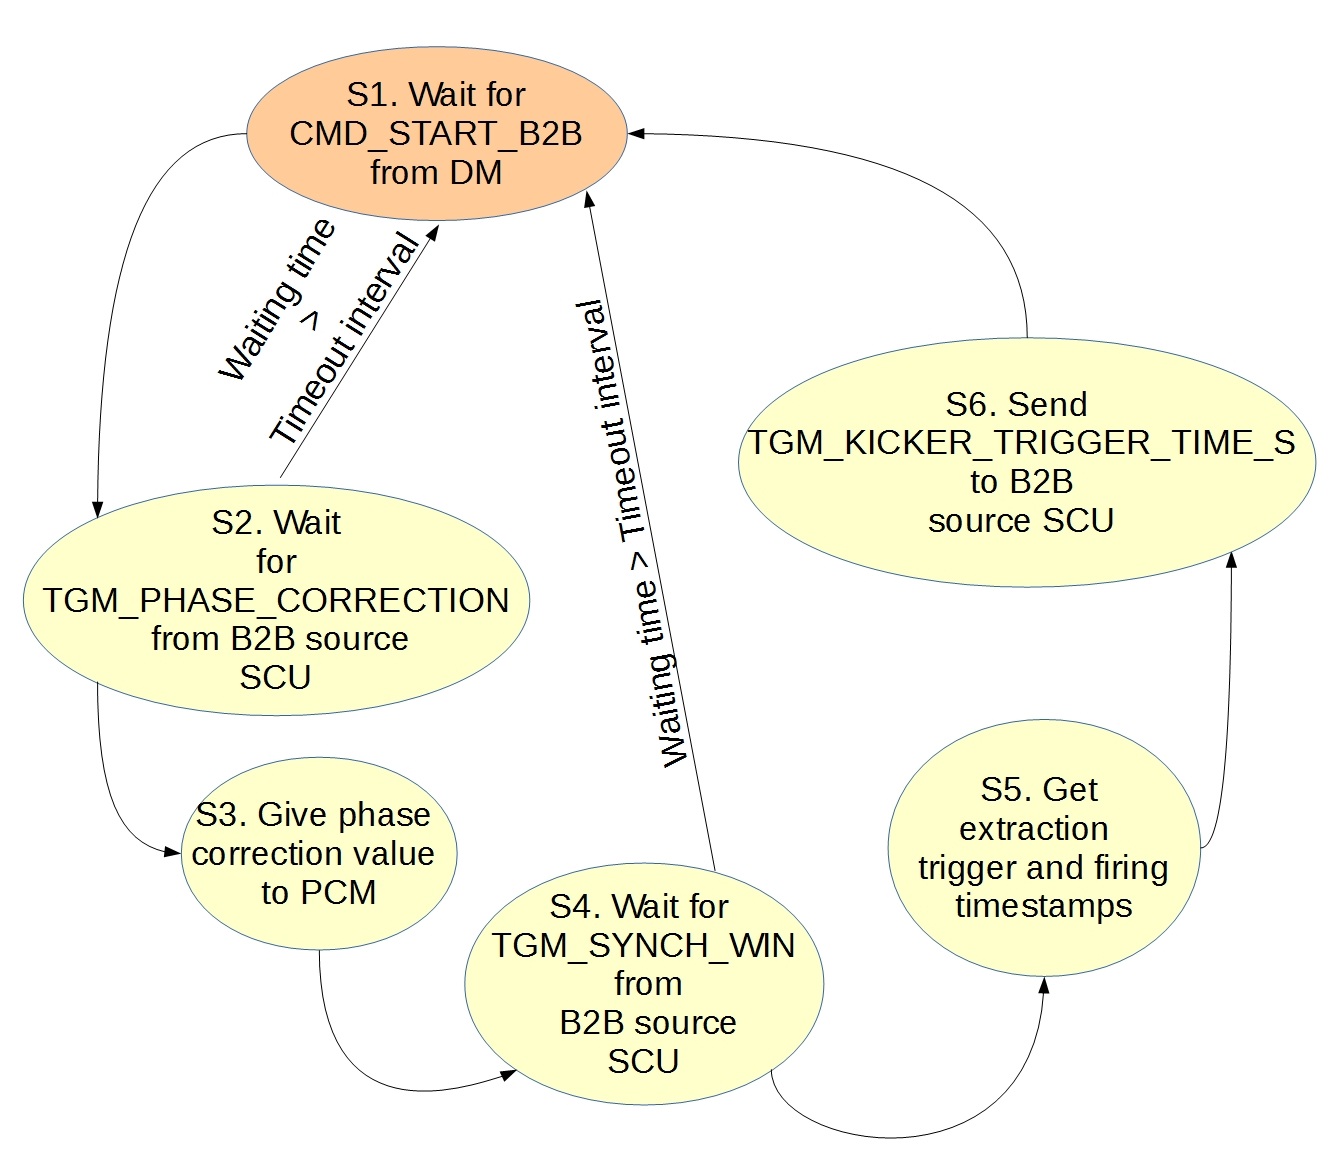 S1. Wait for
CMD_START_B2B
from DM
Waiting time
>
Timeout interval
Waiting time > Timeout interval
S2. Wait
for
TGM_PHASE_CORRECTION
from B2B source
SCU
S3. Give phase
correction value
to PCM
S4. Wait for
TGM_SYNCH_WIN
from
B2B source
SCU
S5. Get
extraction
trigger and firing
timestamps
S6. Send
TGM_KICKER_TRIGGER_TIME_S
to B2B
source SCU